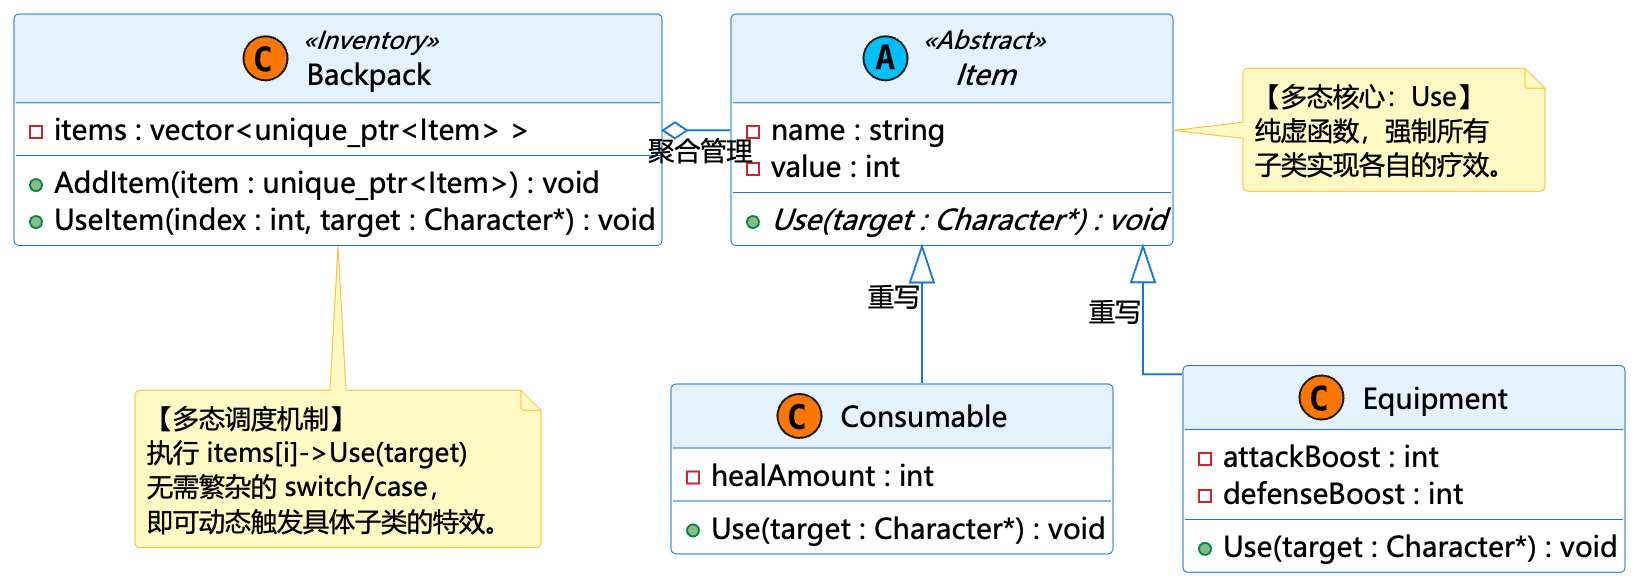 C
«Inventory»
Backpack
items : vector<unique_ptr<Item> >
AddItem(item : unique_ptr<Item>) : void
UseItem(index : int, target : Character*) : void
聚合管理
A
«Abstract»
Item
name : string
value : int
Use(target : Character*) : void
【多态核心：Use】
纯虚函数，强制所有
子类实现各自的疗效。
重写
重写
【多态调度机制】
执行 items[i]->Use(target)
无需繁杂的 switch/case，
即可动态触发具体子类的特效。
C
Consumable
healAmount : int
Use(target : Character*) : void
C
Equipment
attackBoost : int
defenseBoost : int
Use(target : Character*) : void